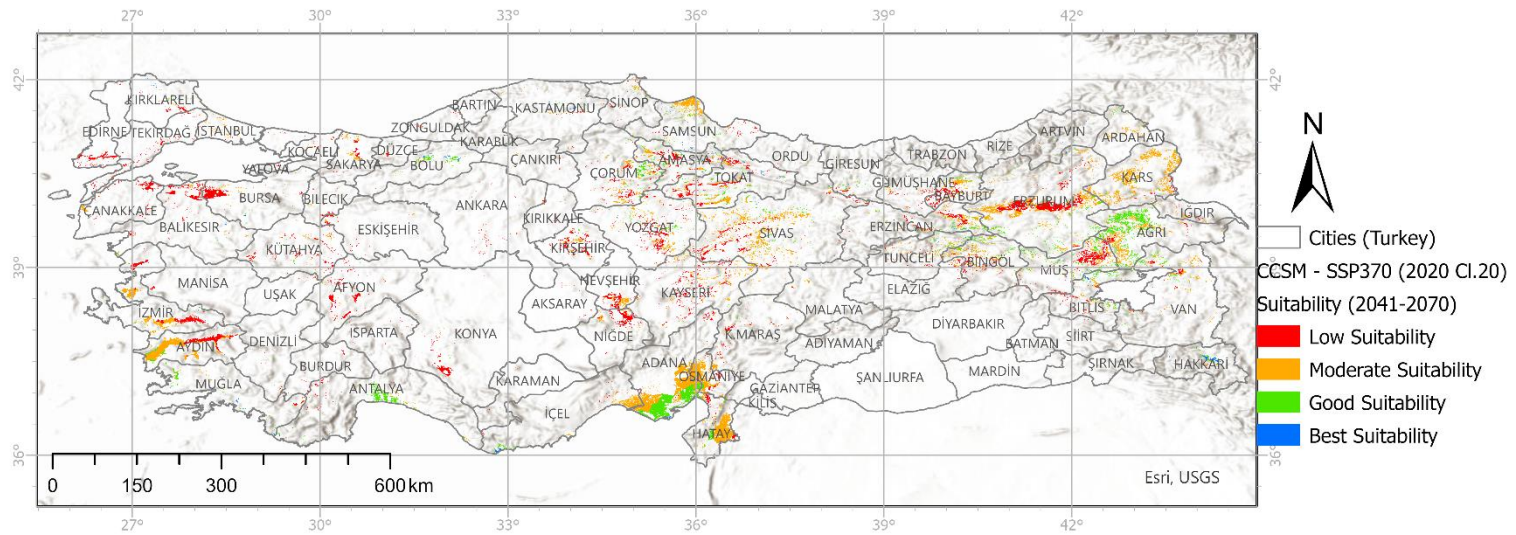 27° 30° 33° 36° 39° 42°
42° 42°
KIRKLARELİ
SİNOP
BARTIN
KASTAMONU
EDİRNE TEKİRDAĞ İSTANBUL
ZONGULDAK
SAMSUN
ARTVİN
ARDAHAN
KARABÜK
KOCAELİ
DÜZCE
RİZE
YALOVA
SAKARYA
BOLU
ÇANKIRI
AMASYA
ORDU
GİRESUN
TRABZON
ÇORUM
TOKAT
GÜMÜŞHANE
KARS
BURSA
BİLECİK
ANKARA
BAYBURT
ERZURUM
ÇANAKKALE
KIRIKKALE
IĞDIR
BALIKESİR
ESKİŞEHİR
YOZGAT
SİVAS
ERZİNCAN
AĞRI
KÜTAHYA
KIRŞEHİR
TUNCELİ
BİNGÖL
MUŞ
39° 39°
MANİSA
UŞAK
AFYON
NEVŞEHİR
KAYSERİ
ELAZIĞ
AKSARAY
MALATYA
BİTLİS
VAN
İZMİR
ISPARTA
KONYA
NİĞDE
K.MARAŞ
DİYARBAKIR
SİİRT
AYDIN
DENİZLİ
ADIYAMAN
BATMAN
BURDUR
ADANA
ŞIRNAK
HAKKARİ
MUĞLA
ANTALYA
KARAMAN
OSMANİYE
GAZİANTEP
ŞANLIURFA
MARDİN
İÇEL
KİLİS
HATAY
36° 36°
0 150 300 600 km
Esri, USGS
27° 30° 33° 36° 39° 42°
N
Cities (Turkey)
CCSM - SSP370 (2020 Cl.20)
Suitability (2041-2070)
Low Suitability
Moderate Suitability
Good Suitability
Best Suitability